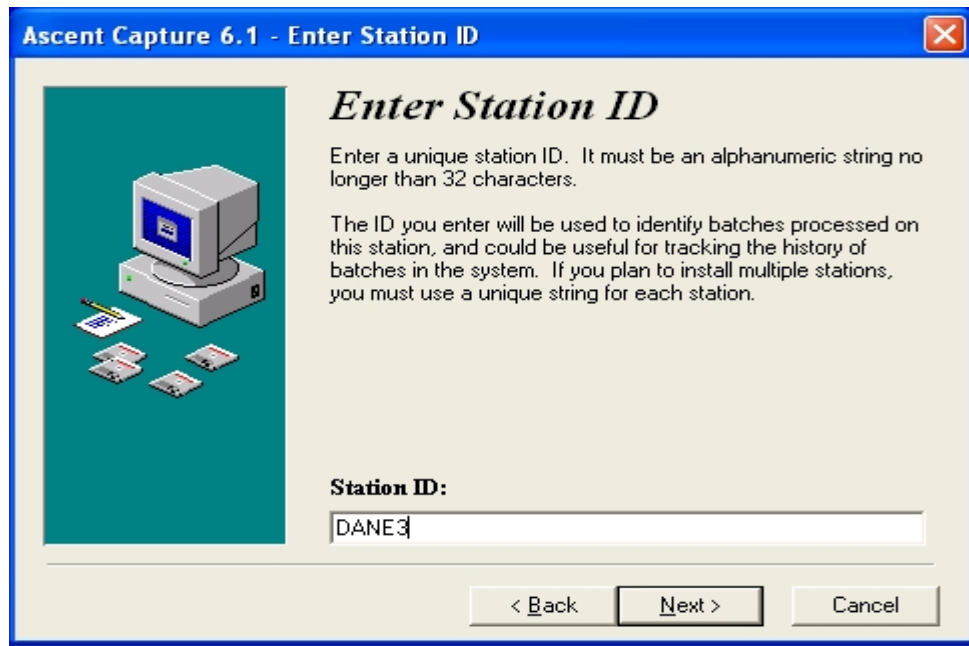 Ascent Capture 6.1 - Enter Station ID
Enter Station ID
Enter a unique station ID. It must be an alphanumeric string no
longer than 32 characters.
The ID you enter will be used to identify batches processed on
this station, and could be useful for tracking the history of
batches in the system. If you plan to install multiple stations,
you must use a unique string for each station.
Station ID:
DANE3
< Back Next > Cancel